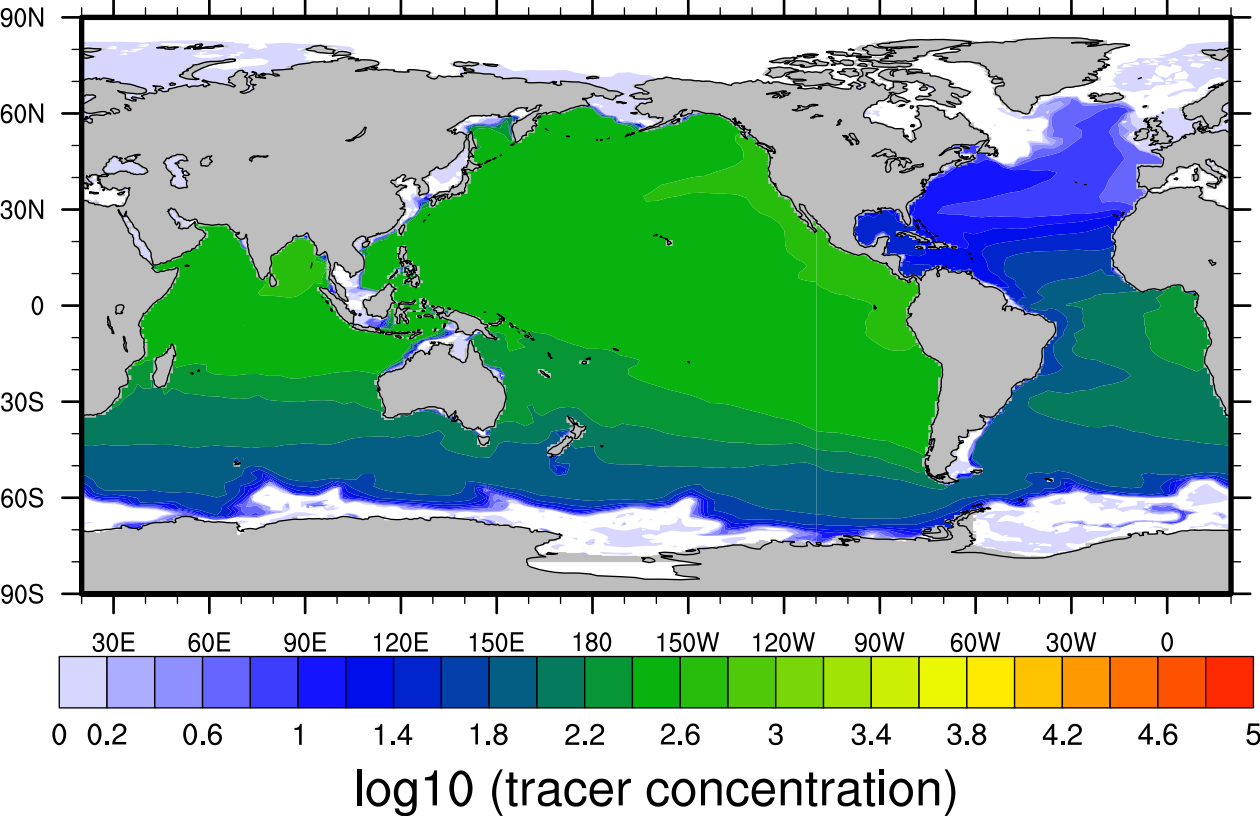 90N
60N
30N
0
30S
60S
90S
30E 60E 90E 120E 150E 180 150W 120W 90W 60W 30W 0
0 0.2 0.6 1 1.4 1.8 2.2 2.6 3 3.4 3.8 4.2 4.6 5
log10 (tracer concentration)